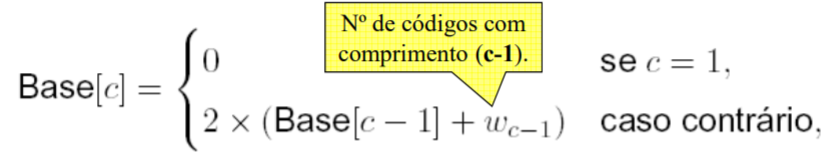 Nº de códigos com
comprimento (c-1).
Base[c] = { 0 se c = 1,
2 × (Base[c − 1] + w_{c−1}) caso contrário,